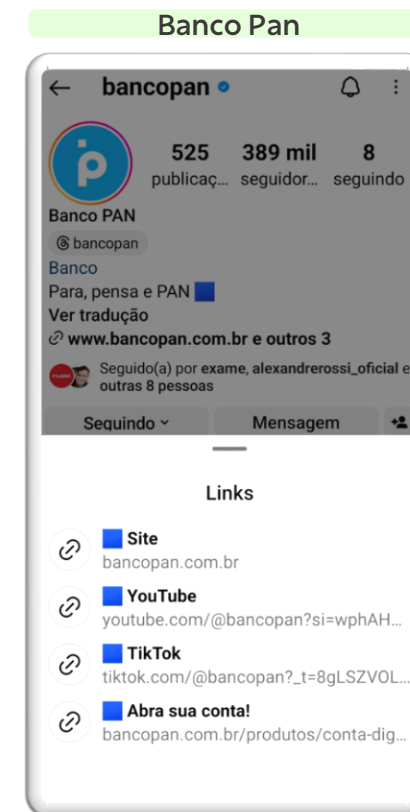 Banco Pan
bancopan
525 389 mil 8
publicaç... seguidor... seguindo
Banco PAN
bancopan
Banco
Para, pensa e PAN
Ver tradução
www.bancopan.com.br e outros 3
Seguido(a) por exame, alexandrerossi_oficial e
outras 8 pessoas
Seguindo Mensagem
Links
Site
bancopan.com.br
YouTube
youtube.com/@bancopan?si=wphAH...
TikTok
tiktok.com/@bancopan?_t=8gLSZVOL...
Abra sua conta!
bancopan.com.br/produtos/conta-dig...